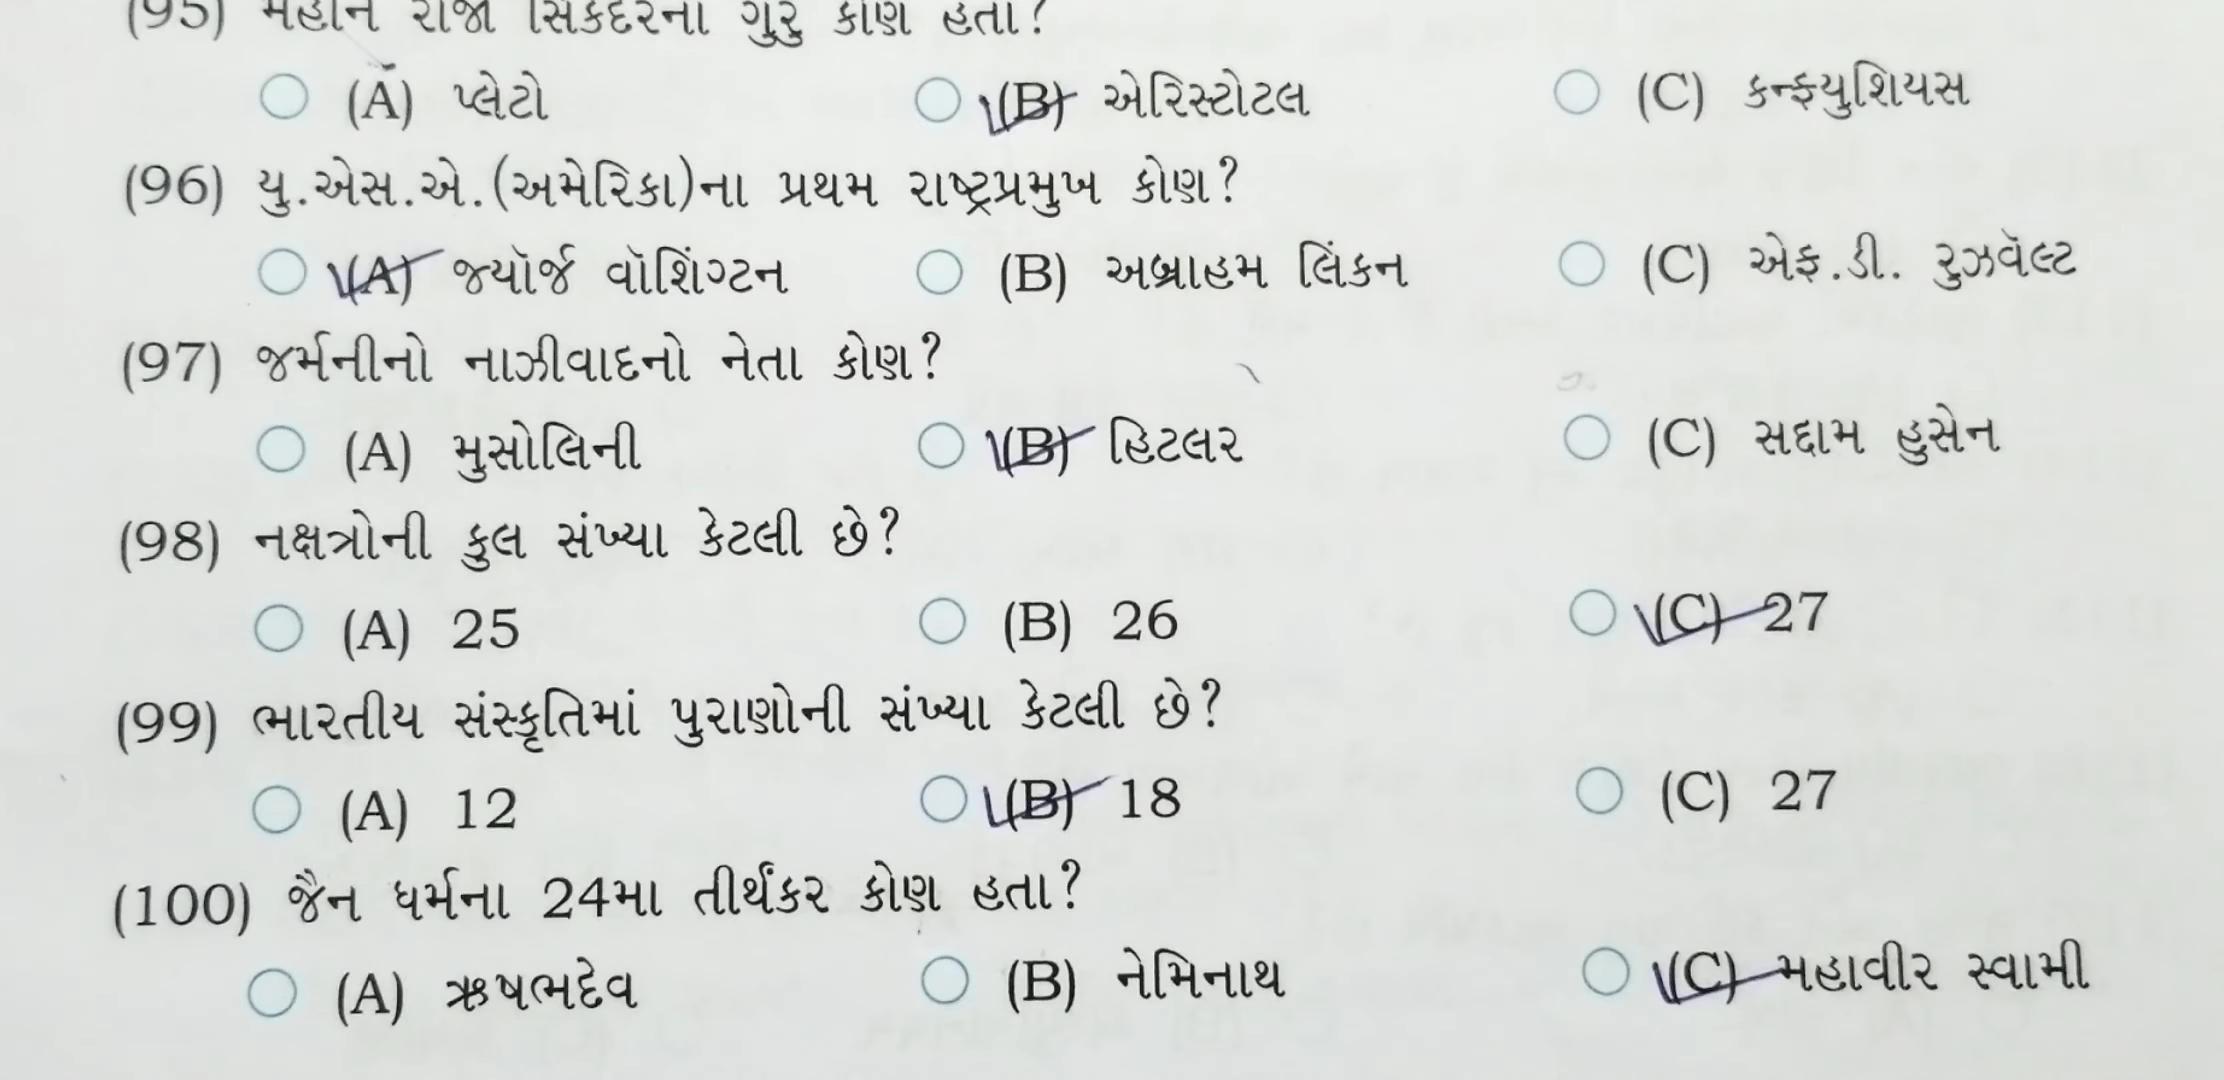 (95) મહાન રાજા સિકંદરના ગુરુ કોણ હતા?
(A) પ્લેટો (B) એરિસ્ટોટલ (C) કન્ફ્યુશિયસ
(96) યુ.એસ.એ.(અમેરિકા)ના પ્રથમ રાષ્ટ્રપ્રમુખ કોણ?
(A) જ્યૉર્જ વૉશિંગ્ટન (B) અબ્રાહમ લિંકન (C) એફ.ડી. રુઝવૅલ્ટ
(97) જર્મનીનો નાઝીવાદનો નેતા કોણ?
(A) મુસોલિની (B) હિટલર (C) સદ્દામ હુસેન
(98) નક્ષત્રોની કુલ સંખ્યા કેટલી છે?
(A) 25 (B) 26 (C) 27
(99) ભારતીય સંસ્કૃતિમાં પુરાણોની સંખ્યા કેટલી છે?
(A) 12 (B) 18 (C) 27
(100) જૈન ધર્મના 24મા તીર્થંકર કોણ હતા?
(A) ઋષભદેવ (B) નેમિનાથ (C) મહાવીર સ્વામી